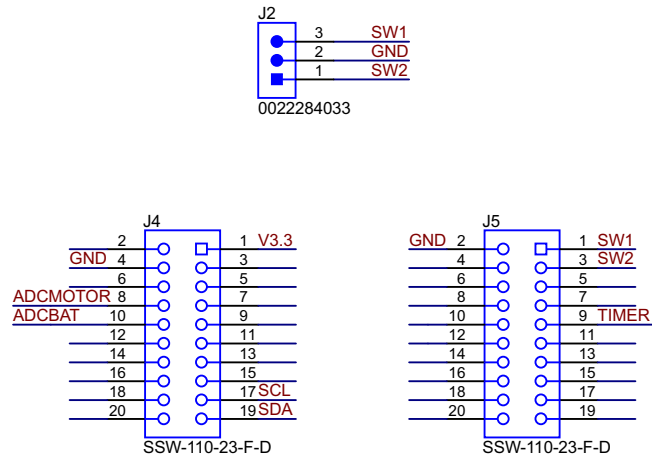 J2
3 SW1
2 GND
1 SW2
0022284033
J4
2 1 V3.3
GND 4 3
6 5
ADCMOTOR 8 7
ADCBAT 10 9
12 11
14 13
16 15
18 17 SCL
20 19 SDA
SSW-110-23-F-D
J5
GND 2 1 SW1
4 3 SW2
6 5
8 7
10 9 TIMER
12 11
14 13
16 15
18 17
20 19
SSW-110-23-F-D